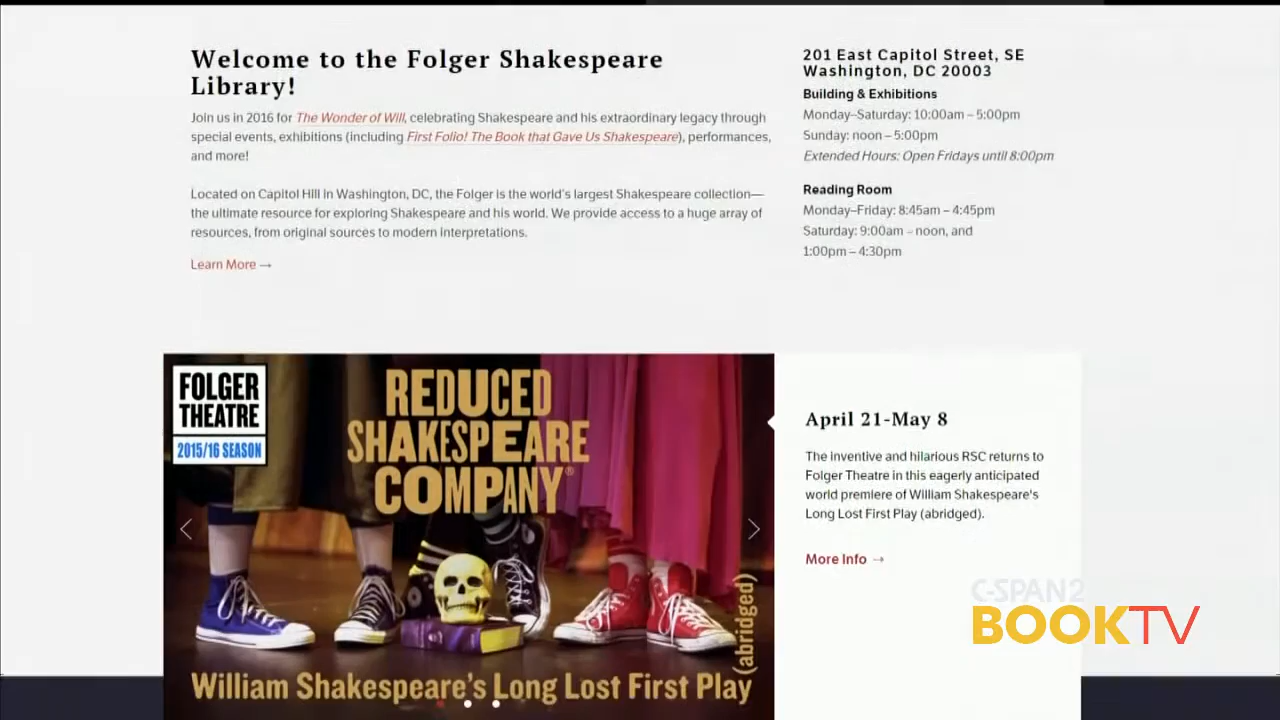 Welcome to the Folger Shakespeare
Library!
Join us in 2016 for The Wonder of Will, celebrating Shakespeare and his extraordinary legacy through
special events, exhibitions (including First Folio! The Book that Gave Us Shakespeare), performances,
and more!
Located on Capitol Hill in Washington, DC, the Folger is the world's largest Shakespeare collection—
the ultimate resource for exploring Shakespeare and his world. We provide access to a huge array of
resources, from original sources to modern interpretations.
Learn More →
201 East Capitol Street, SE
Washington, DC 20003
Building & Exhibitions
Monday–Saturday: 10:00am – 5:00pm
Sunday: noon – 5:00pm
Extended Hours: Open Fridays until 8:00pm
Reading Room
Monday–Friday: 8:45am – 4:45pm
Saturday: 9:00am – noon, and
1:00pm – 4:30pm
FOLGER
THEATRE
2015/16 SEASON
REDUCED
SHAKESPEARE
COMPANY®
William Shakespeare's Long Lost First Play
(abridged)
April 21-May 8
The inventive and hilarious RSC returns to
Folger Theatre in this eagerly anticipated
world premiere of William Shakespeare's
Long Lost First Play (abridged).
More Info →
C-SPAN2
BOOKTV